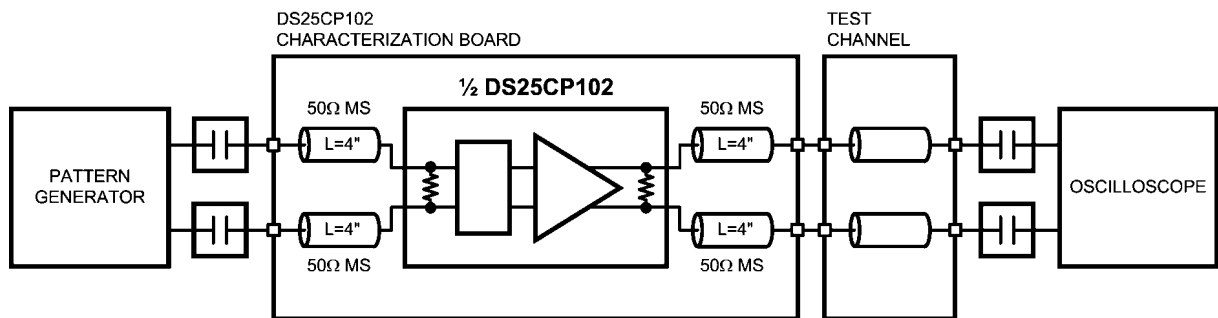 DS25CP102
CHARACTERIZATION BOARD
TEST
CHANNEL
½ DS25CP102
50Ω MS
50Ω MS
L=4"
L=4"
PATTERN
GENERATOR
OSCILLOSCOPE
L=4"
L=4"
50Ω MS
50Ω MS